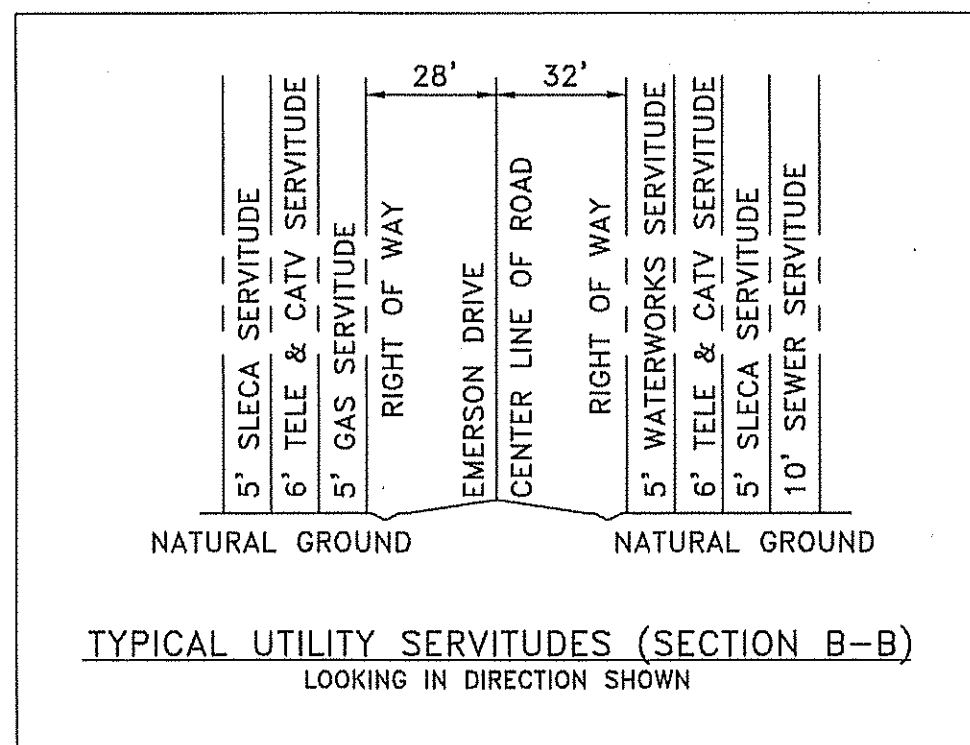 28'
32'
5' SLECA SERVITUDE
6' TELE & CATV SERVITUDE
5' GAS SERVITUDE
RIGHT OF WAY
EMERSON DRIVE
CENTER LINE OF ROAD
RIGHT OF WAY
5' WATERWORKS SERVITUDE
6' TELE & CATV SERVITUDE
5' SLECA SERVITUDE
10' SEWER SERVITUDE
NATURAL GROUND
NATURAL GROUND
TYPICAL UTILITY SERVITUDES (SECTION B-B)
LOOKING IN DIRECTION SHOWN